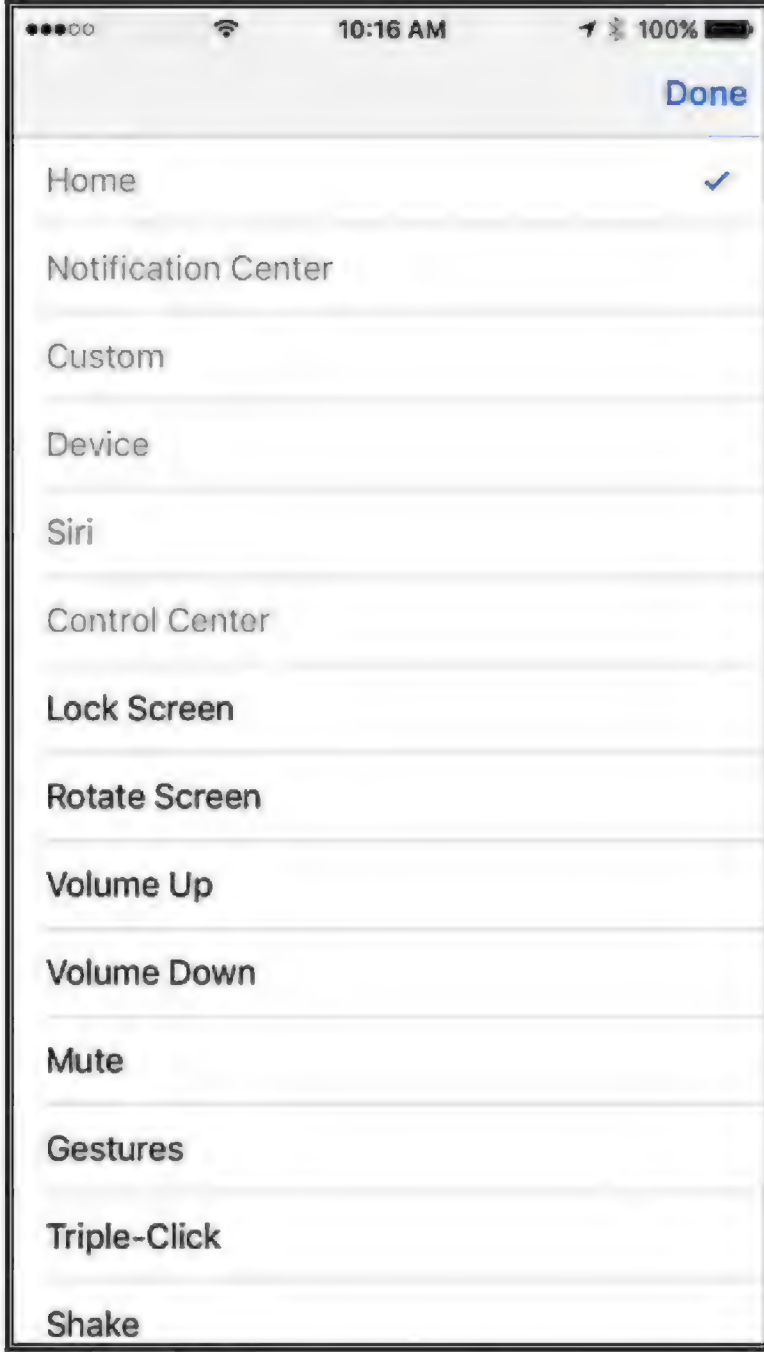 10:16 AM 100%
Done
Home
Notification Center
Custom
Device
Siri
Control Center
Lock Screen
Rotate Screen
Volume Up
Volume Down
Mute
Gestures
Triple-Click
Shake